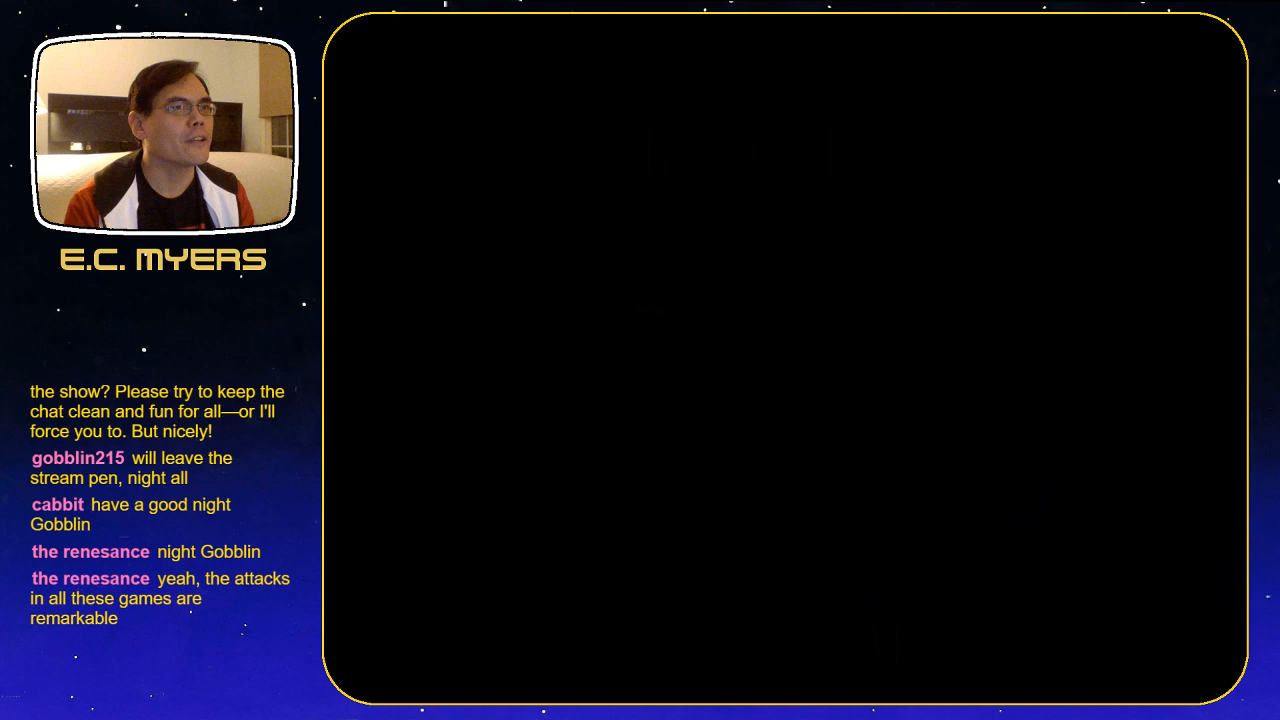 E.C. MYERS
the show? Please try to keep the
chat clean and fun for all—or I'll
force you to. But nicely!
gobblin215 will leave the
stream pen, night all
cabbit have a good night
Gobblin
the renesance night Gobblin
the renesance yeah, the attacks
in all these games are
remarkable